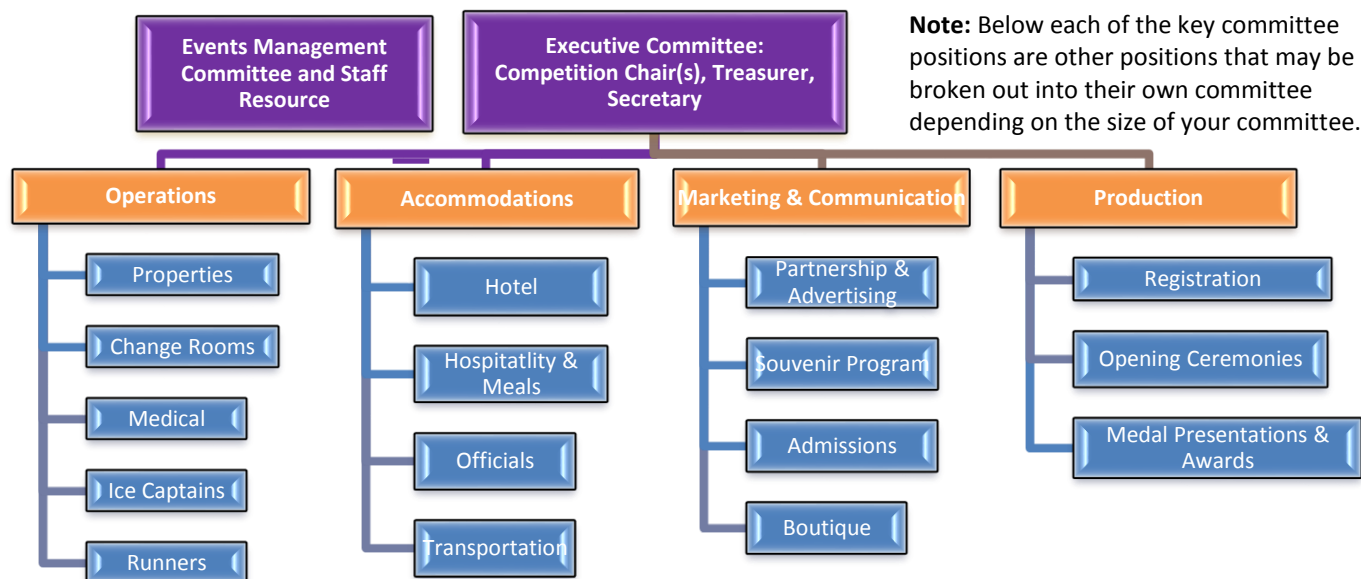 Events Management
Committee and Staff
Resource
Executive Committee:
Competition Chair(s), Treasurer,
Secretary
Note: Below each of the key committee
positions are other positions that may be
broken out into their own committee
depending on the size of your committee.
Operations
Properties
Change Rooms
Medical
Ice Captains
Runners
Accommodations
Hotel
Hospitatlity &
Meals
Officials
Transportation
Marketing & Communication
Partnership &
Advertising
Souvenir Program
Admissions
Boutique
Production
Registration
Opening Ceremonies
Medal Presentations &
Awards